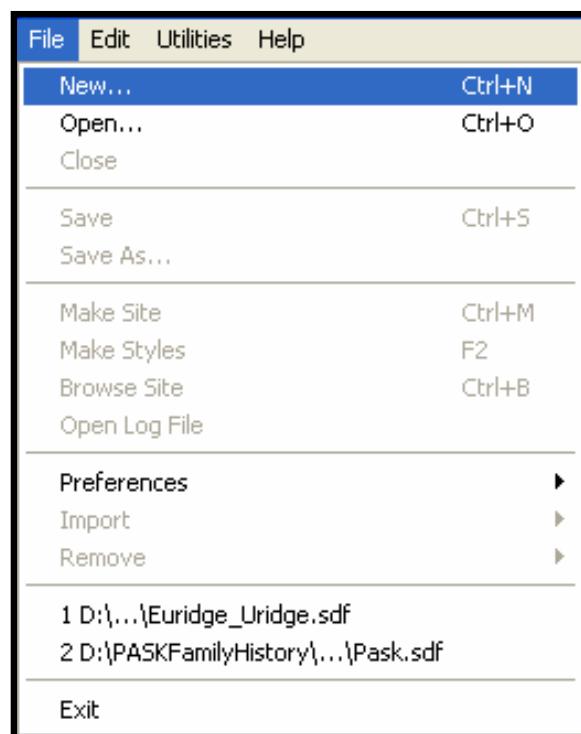 File Edit Utilities Help
New... Ctrl+N
Open... Ctrl+O
Close
Save Ctrl+S
Save As...
Make Site Ctrl+M
Make Styles F2
Browse Site Ctrl+B
Open Log File
Preferences
Import
Remove
1 D:\...\Euridge_Uridge.sdf
2 D:\PASKFamilyHistory\...\Pask.sdf
Exit